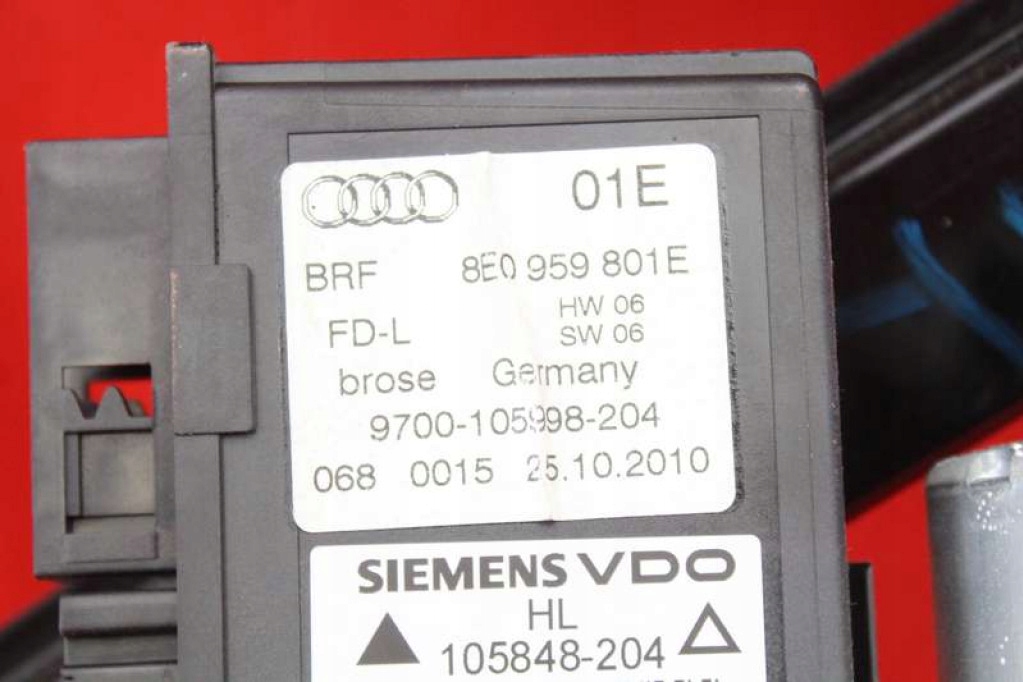 01E
BRF 8E0 959 801E
HW 06
FD-L SW 06
brose Germany
9700-105998-204
068 0015 25.10.2010
SIEMENS VDO
HL
105848-204